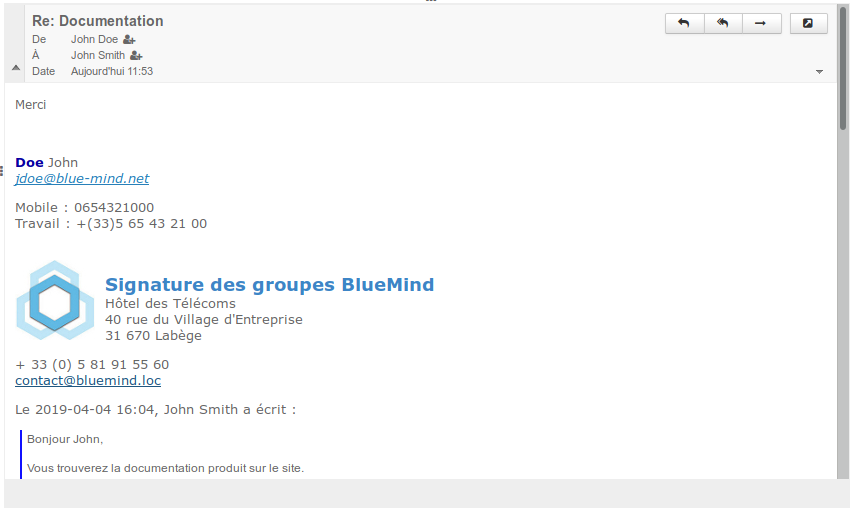 Re: Documentation
De John Doe
À John Smith
Date Aujourd'hui 11:53
Merci
Doe John
jdoe@blue-mind.net
Mobile : 0654321000
Travail : +(33)5 65 43 21 00
Signature des groupes BlueMind
Hôtel des Télécoms
40 rue du Village d'Entreprise
31 670 Labège
+ 33 (0) 5 81 91 55 60
contact@bluemind.loc
Le 2019-04-04 16:04, John Smith a écrit :
Bonjour John,
Vous trouverez la documentation produit sur le site.